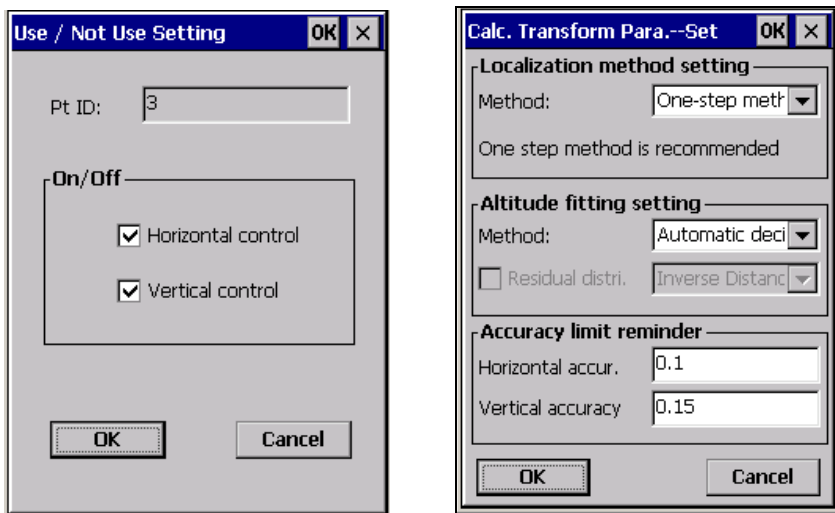 Use / Not Use Setting OK
Pt ID: 3
On/Off
Horizontal control
Vertical control
OK Cancel
Calc. Transform Para.--Set OK
Localization method setting
Method: One-step meth
One step method is recommended
Altitude fitting setting
Method: Automatic deci
Residual distri. Inverse Distanc
Accuracy limit reminder
Horizontal accur. 0.1
Vertical accuracy 0.15
OK Cancel